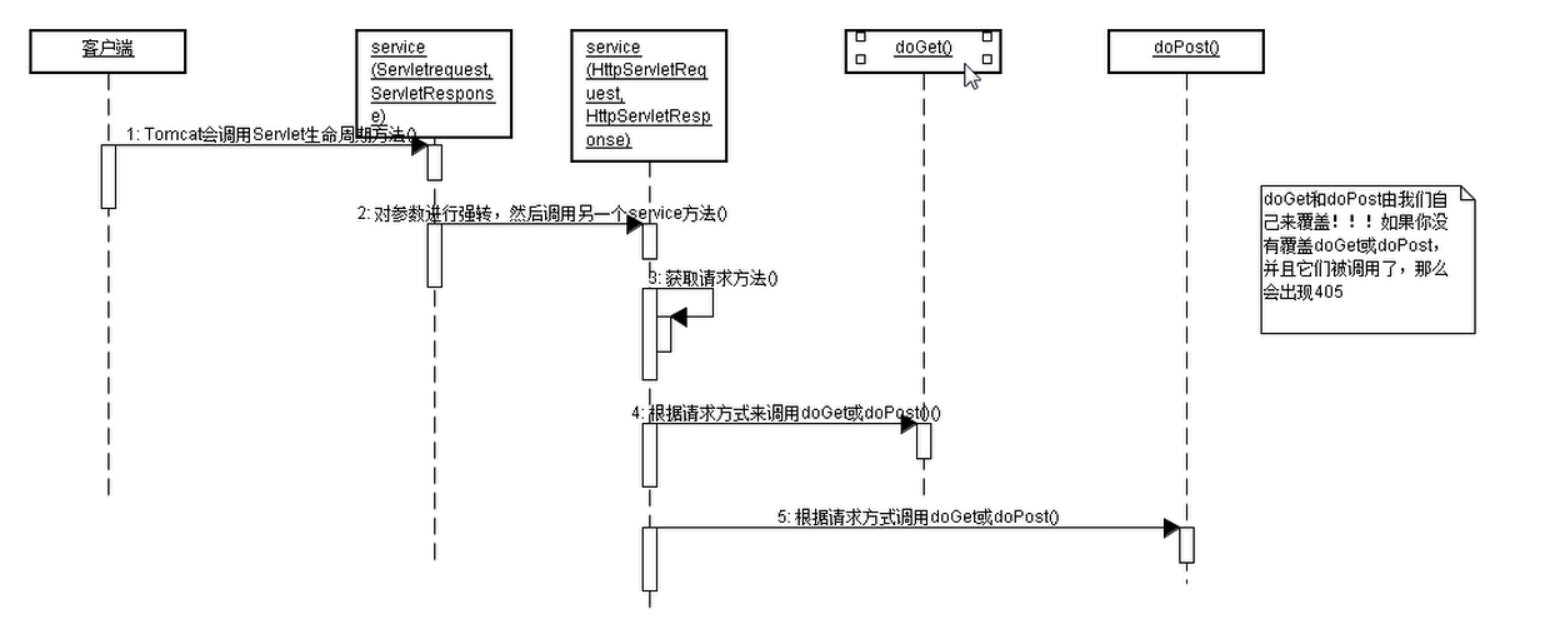 客户端
service
(Servletrequest,
ServletRespons
e)
service
(HttpServletReq
uest,
HttpServletResp
onse)
doGet()
doPost()
1: Tomcat会调用Servlet生命周期方法()
2: 对参数进行强转，然后调用另一个service方法()
3: 获取请求方法()
4: 根据请求方式来调用doGet或doPost()()
5: 根据请求方式调用doGet或doPost()
doGet和doPost由我们自
己来覆盖！！！如果你没
有覆盖doGet或doPost，
并且它们被调用了，那么
会出现405